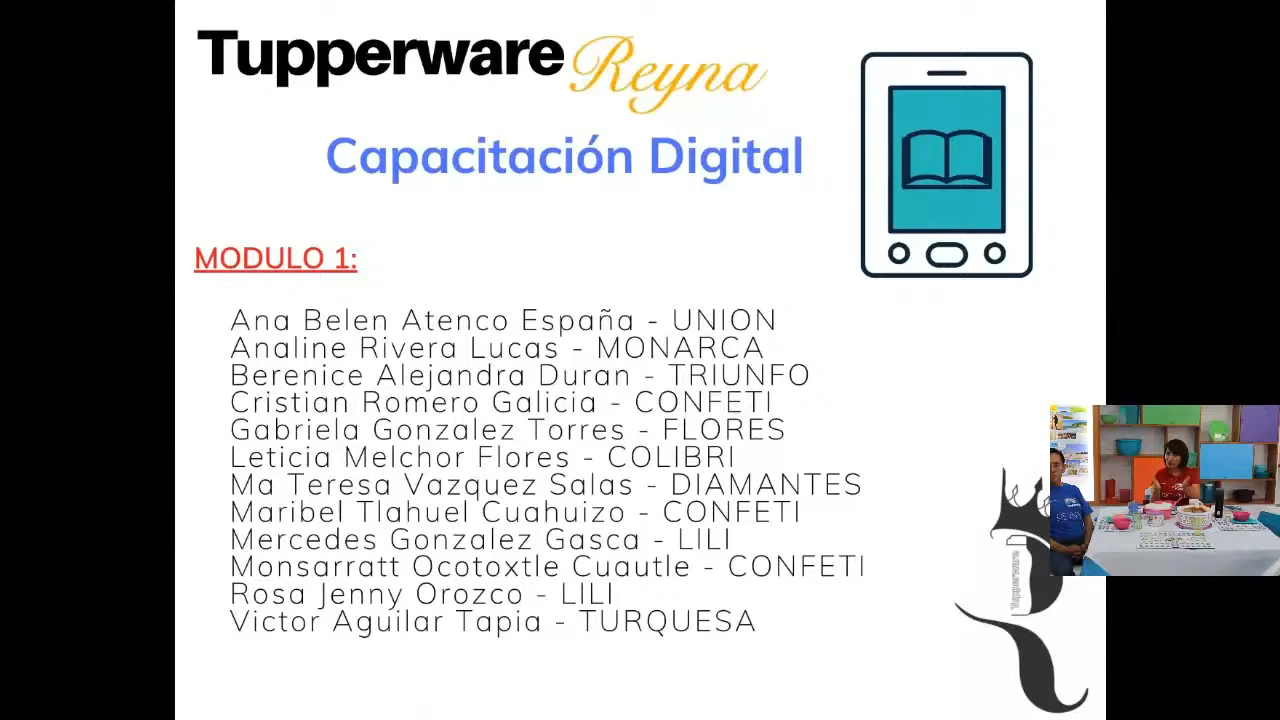 Tupperware Reyna
Capacitación Digital
MODULO 1:
Ana Belen Atenco España - UNION
Analine Rivera Lucas - MONARCA
Berenice Alejandra Duran - TRIUNFO
Cristian Romero Galicia - CONFETI
Gabriela Gonzalez Torres - FLORES
Leticia Melchor Flores - COLIBRI
Ma Teresa Vazquez Salas - DIAMANTES
Maribel Tlahuel Cuahuizo - CONFETI
Mercedes Gonzalez Gasca - LILI
Monsarratt Ocotoxtle Cuautle - CONFETI
Rosa Jenny Orozco - LILI
Victor Aguilar Tapia - TURQUESA